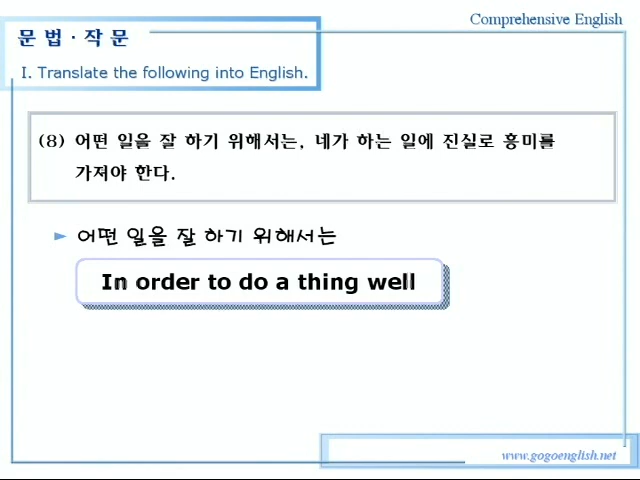 Comprehensive English
문법·작문
I. Translate the following into English.
(8) 어떤 일을 잘 하기 위해서는, 네가 하는 일에 진실로 흥미를
가져야 한다.
► 어떤 일을 잘 하기 위해서는
In order to do a thing well
www.gogoenglish.net